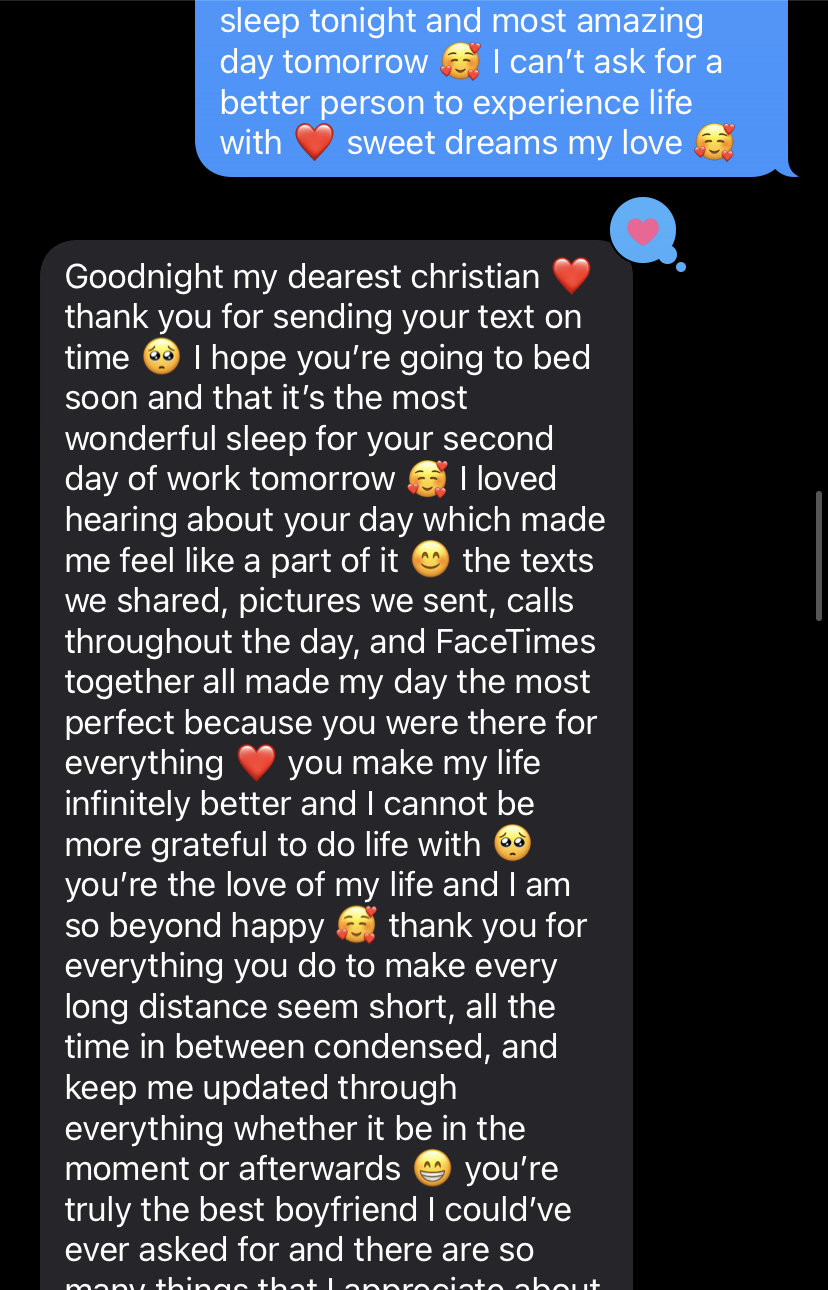 sleep tonight and most amazing
day tomorrow 🥰 I can't ask for a
better person to experience life
with ❤️ sweet dreams my love 🥰
Goodnight my dearest christian ❤️
thank you for sending your text on
time 🥺 I hope you're going to bed
soon and that it's the most
wonderful sleep for your second
day of work tomorrow 🥰 I loved
hearing about your day which made
me feel like a part of it 😊 the texts
we shared, pictures we sent, calls
throughout the day, and FaceTimes
together all made my day the most
perfect because you were there for
everything ❤️ you make my life
infinitely better and I cannot be
more grateful to do life with 🥺
you're the love of my life and I am
so beyond happy 🥰 thank you for
everything you do to make every
long distance seem short, all the
time in between condensed, and
keep me updated through
everything whether it be in the
moment or afterwards 😁 you're
truly the best boyfriend I could've
ever asked for and there are so
many things that I appreciate about